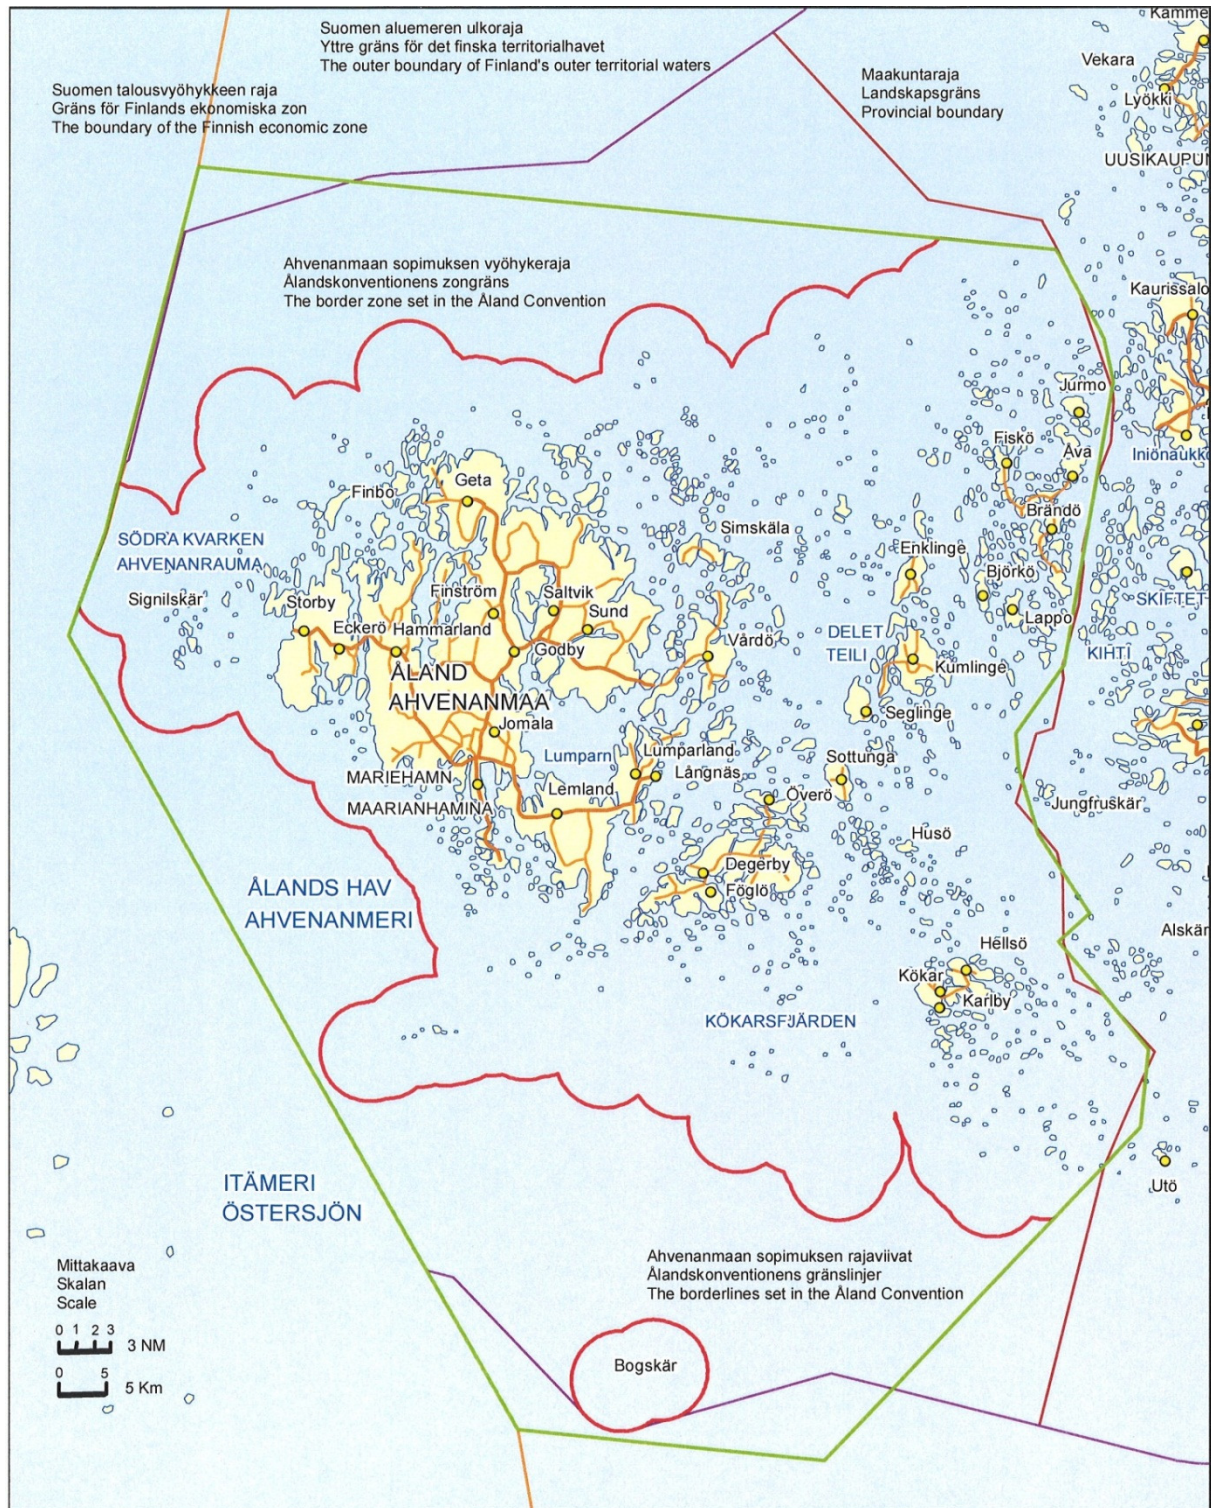 Suomen aluemeren ulkoraja
Yttre gräns för det finska territorialhavet
The outer boundary of Finland's outer territorial waters
Suomen talousvyöhykkeen raja
Gräns för Finlands ekonomiska zon
The boundary of the Finnish economic zone
Maakuntaraja
Landskapsgräns
Provincial boundary
Vekara
Lyökki
Ahvenanmaan sopimuksen vyöhykeraja
Ålandskonventionens zongräns
The border zone set in the Åland Convention
Kaurissalo
Jurmo
Fiskö
Åva
Iniönaukko
Geta
Finbo
Brändö
Simskäla
SÖDRA KVARKEN
AHVENANRAUMA
Enklinge
Björkö
Signilskär
Storby
Finström
Saltvik
Sund
SKIFTET
Lappo
Eckerö
Hammarland
Godby
Vårdö
DELET
TEILI
KIHTI
Kumlinge
ÅLAND
AHVENANMAA
Seglinge
Jomala
Lumparn
Lumparland
Långnäs
Sottunga
MARIEHAMN
MAARIANHAMINA
Lemland
Överö
Jungfruskär
Husö
Degerby
Föglö
ÅLANDS HAV
AHVENANMERI
Alskär
Hellsö
Kökar
Karlby
KÖKARSFJÄRDEN
Utö
ITÄMERI
ÖSTERSJÖN
Mittakaava
Skalan
Scale
0 1 2 3
3 NM
0 5
5 Km
Ahvenanmaan sopimuksen rajaviivat
Ålandskonventionens gränslinjer
The borderlines set in the Åland Convention
Bogskär